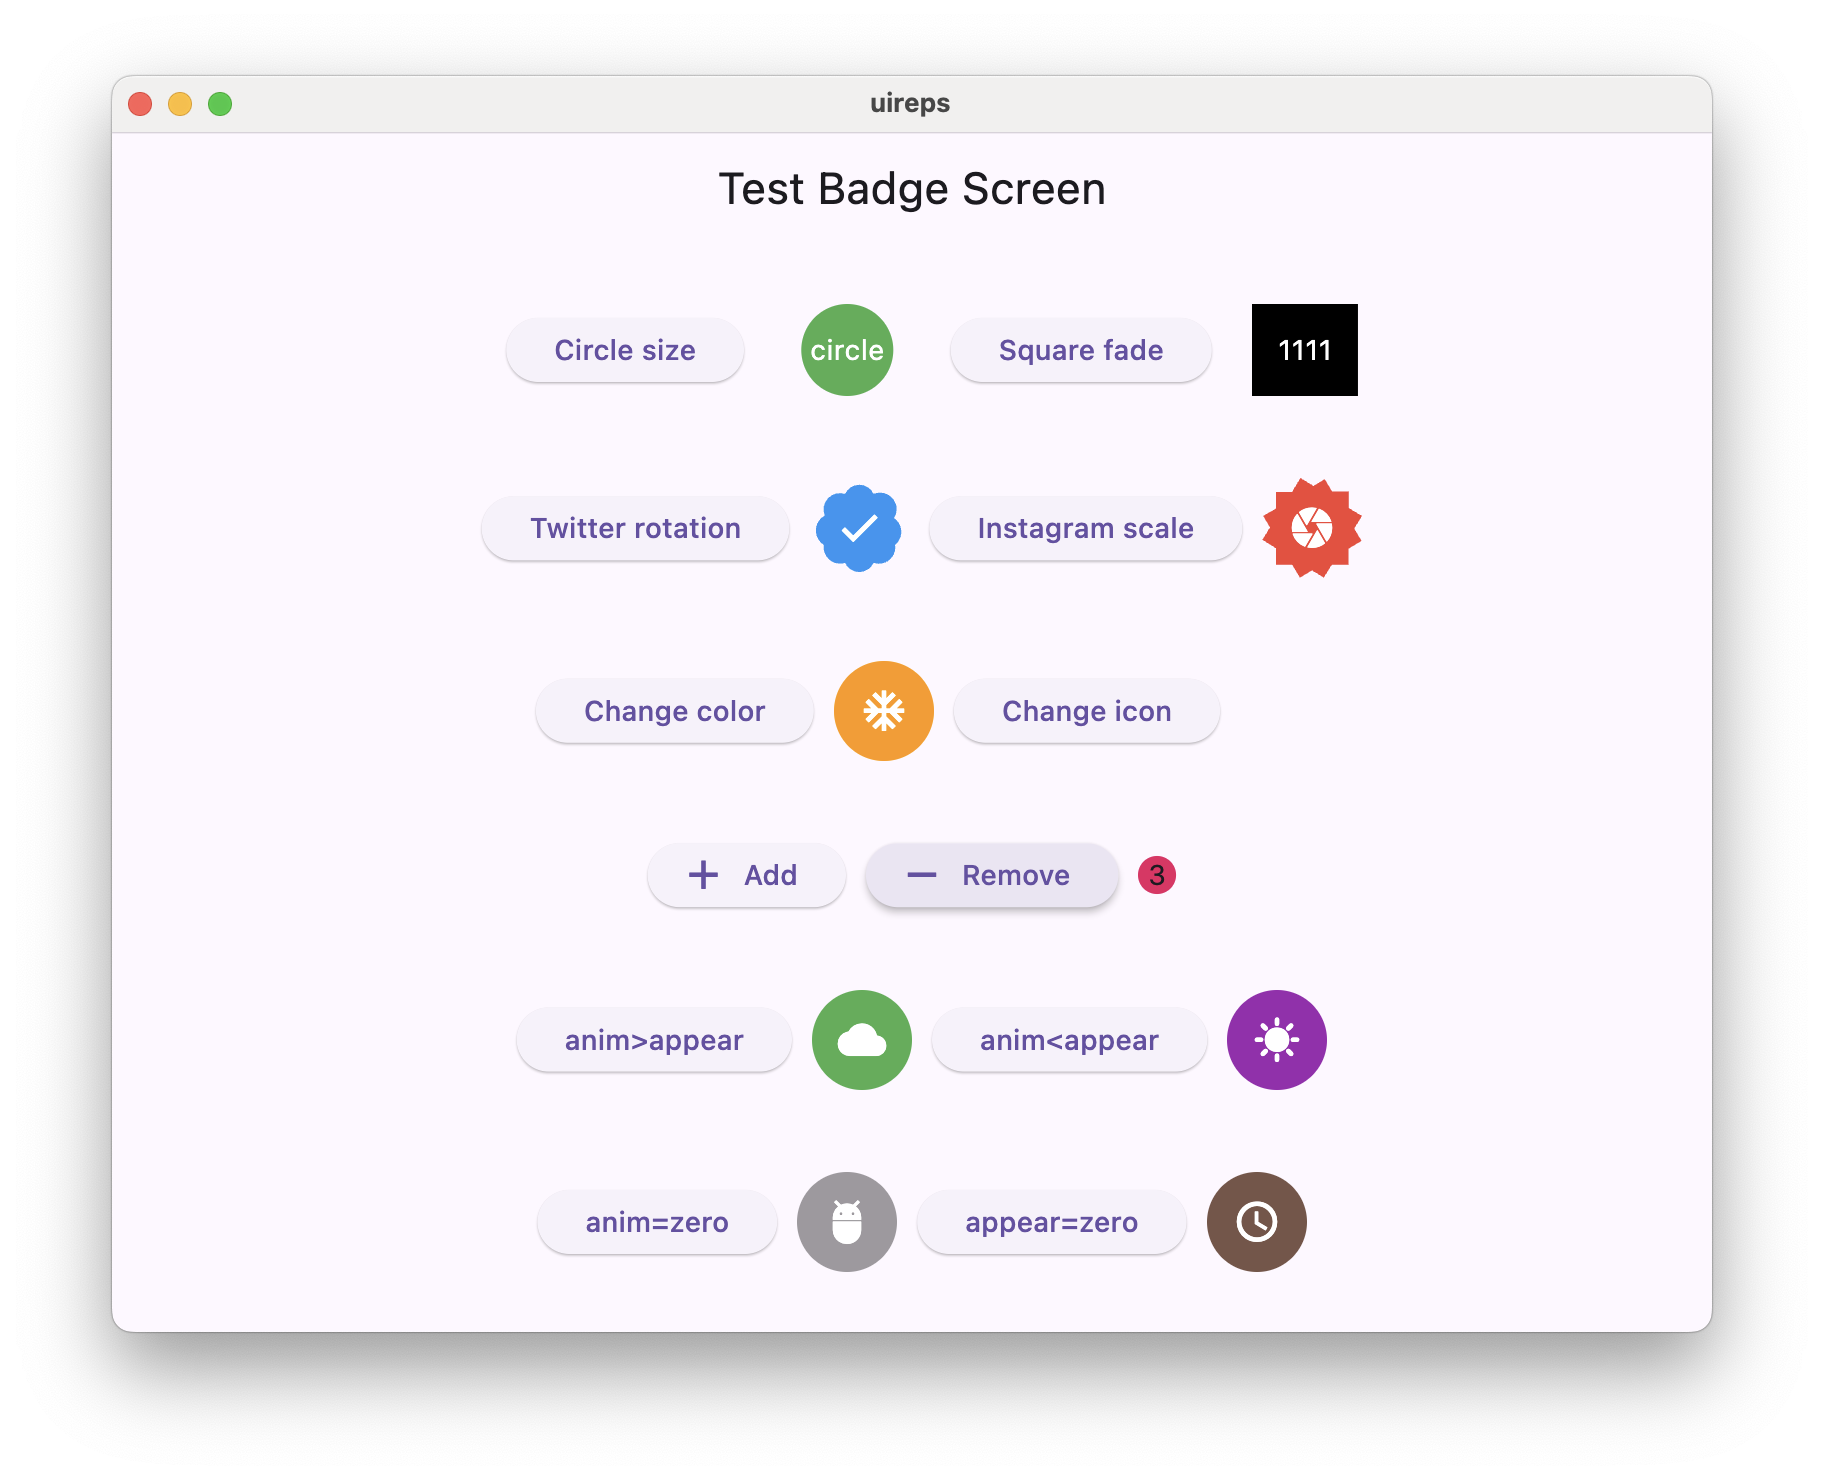 uireps
Test Badge Screen
Circle size circle Square fade 1111
Twitter rotation Instagram scale
Change color Change icon
Add Remove 3
anim>appear anim<appear
anim=zero appear=zero